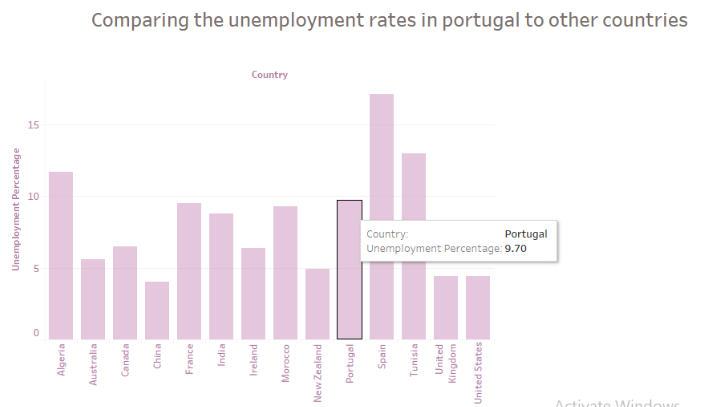 Comparing the unemployment rates in portugal to other countries
Country
Unemployment Percentage
15
10
5
0
Country: Portugal
Unemployment Percentage: 9.70
Algeria
Australia
Canada
China
France
India
Ireland
Morocco
New Zealand
Portugal
Spain
Tunisia
United
Kingdom
United States
Activate Windows